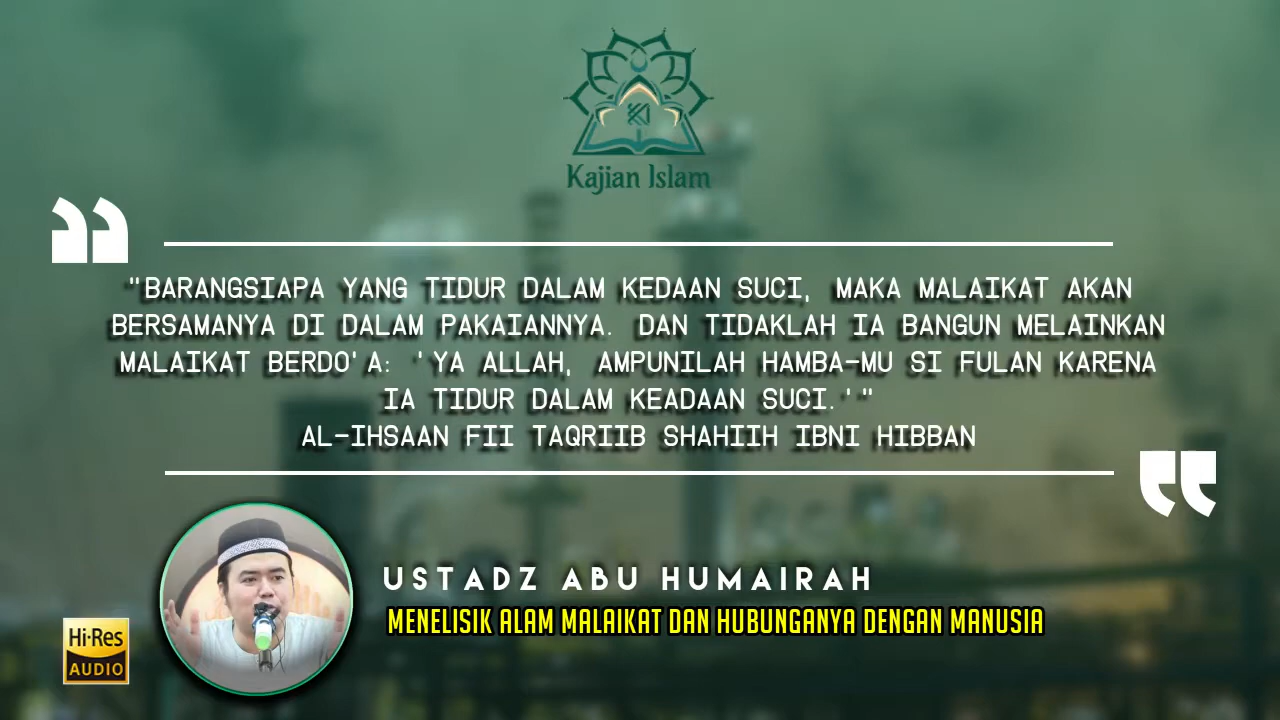 Kajian Islam
"BARANGSIAPA YANG TIDUR DALAM KEDAAN SUCI, MAKA MALAIKAT AKAN
BERSAMANYA DI DALAM PAKAIANNYA. DAN TIDAKLAH IA BANGUN MELAINKAN
MALAIKAT BERDO'A: 'YA ALLAH, AMPUNILAH HAMBA-MU SI FULAN KARENA
IA TIDUR DALAM KEADAAN SUCI.'"
AL-IHSAAN FII TAQRIIB SHAHIIH IBNI HIBBAN
USTADZ ABU HUMAIRAH
MENELISIK ALAM MALAIKAT DAN HUBUNGANYA DENGAN MANUSIA
Hi-Res
AUDIO